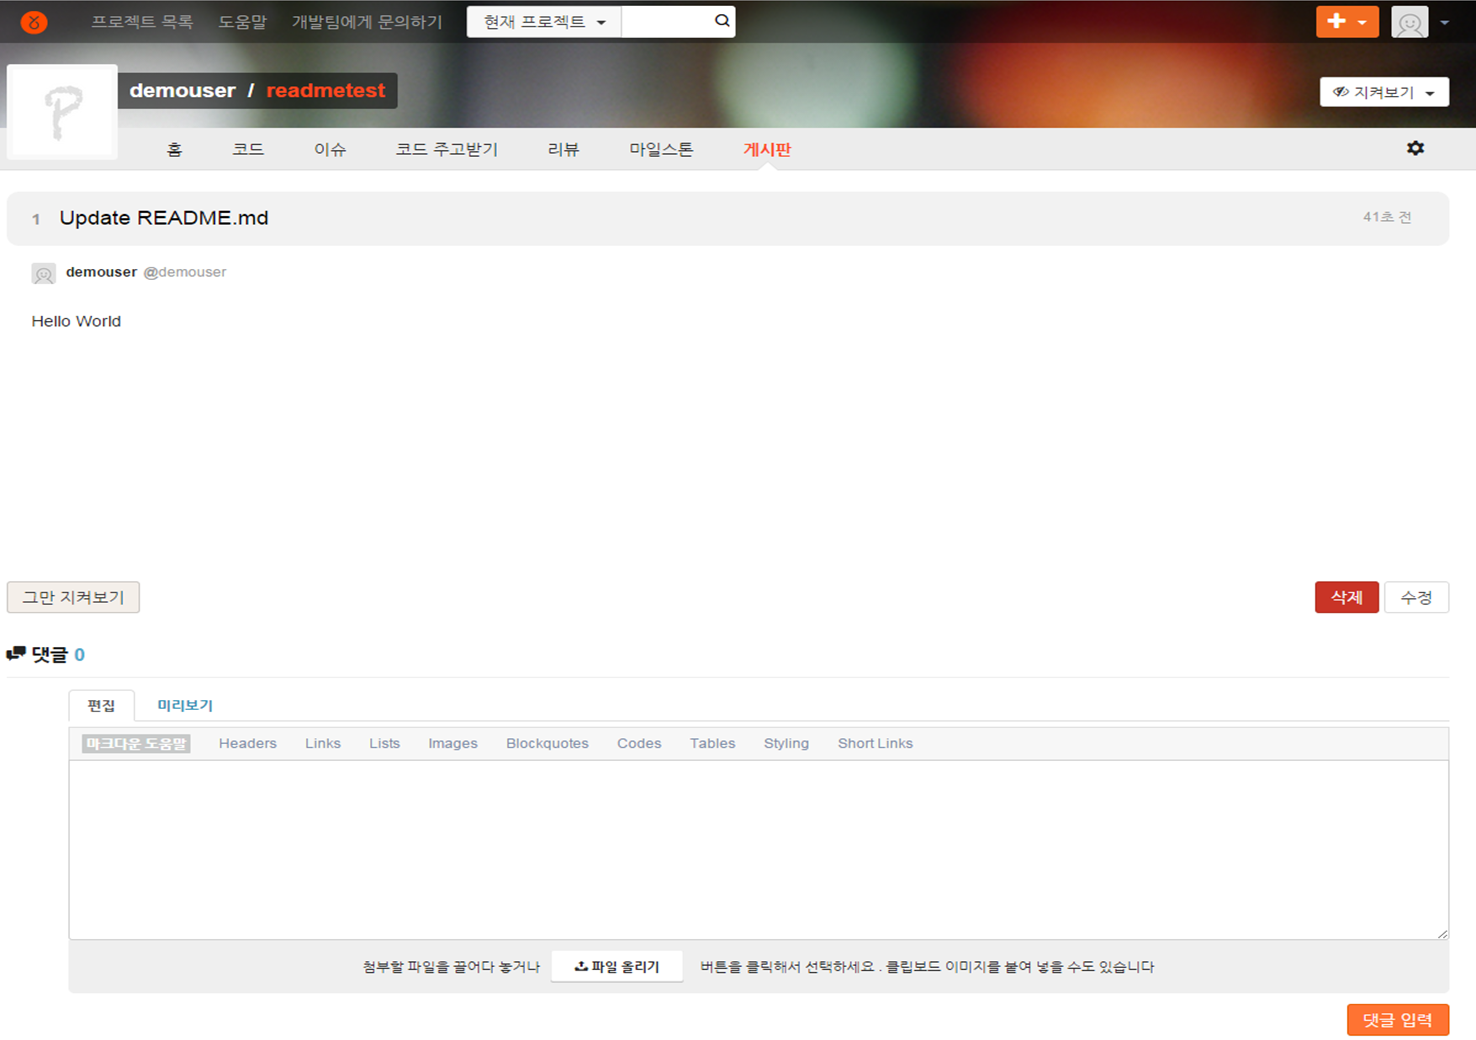 프로젝트 목록 도움말 개발팀에게 문의하기 현재 프로젝트
demouser / readmetest
지켜보기
홈 코드 이슈 코드 주고받기 리뷰 마일스톤 게시판
1 Update README.md 41초 전
demouser @demouser
Hello World
그만 지켜보기 삭제 수정
댓글 0
편집 미리보기
마크다운 도움말 Headers Links Lists Images Blockquotes Codes Tables Styling Short Links
첨부할 파일을 끌어다 놓거나 파일 올리기 버튼을 클릭해서 선택하세요 . 클립보드 이미지를 붙여 넣을 수도 있습니다
댓글 입력